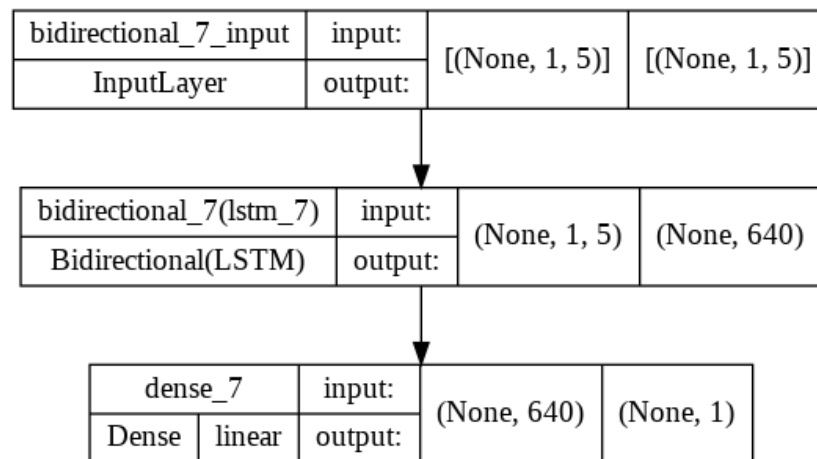 bidirectional_7_input input: [(None, 1, 5)] [(None, 1, 5)]
InputLayer output:
bidirectional_7(lstm_7) input: (None, 1, 5) (None, 640)
Bidirectional(LSTM) output:
dense_7 input: (None, 640) (None, 1)
Dense linear output: